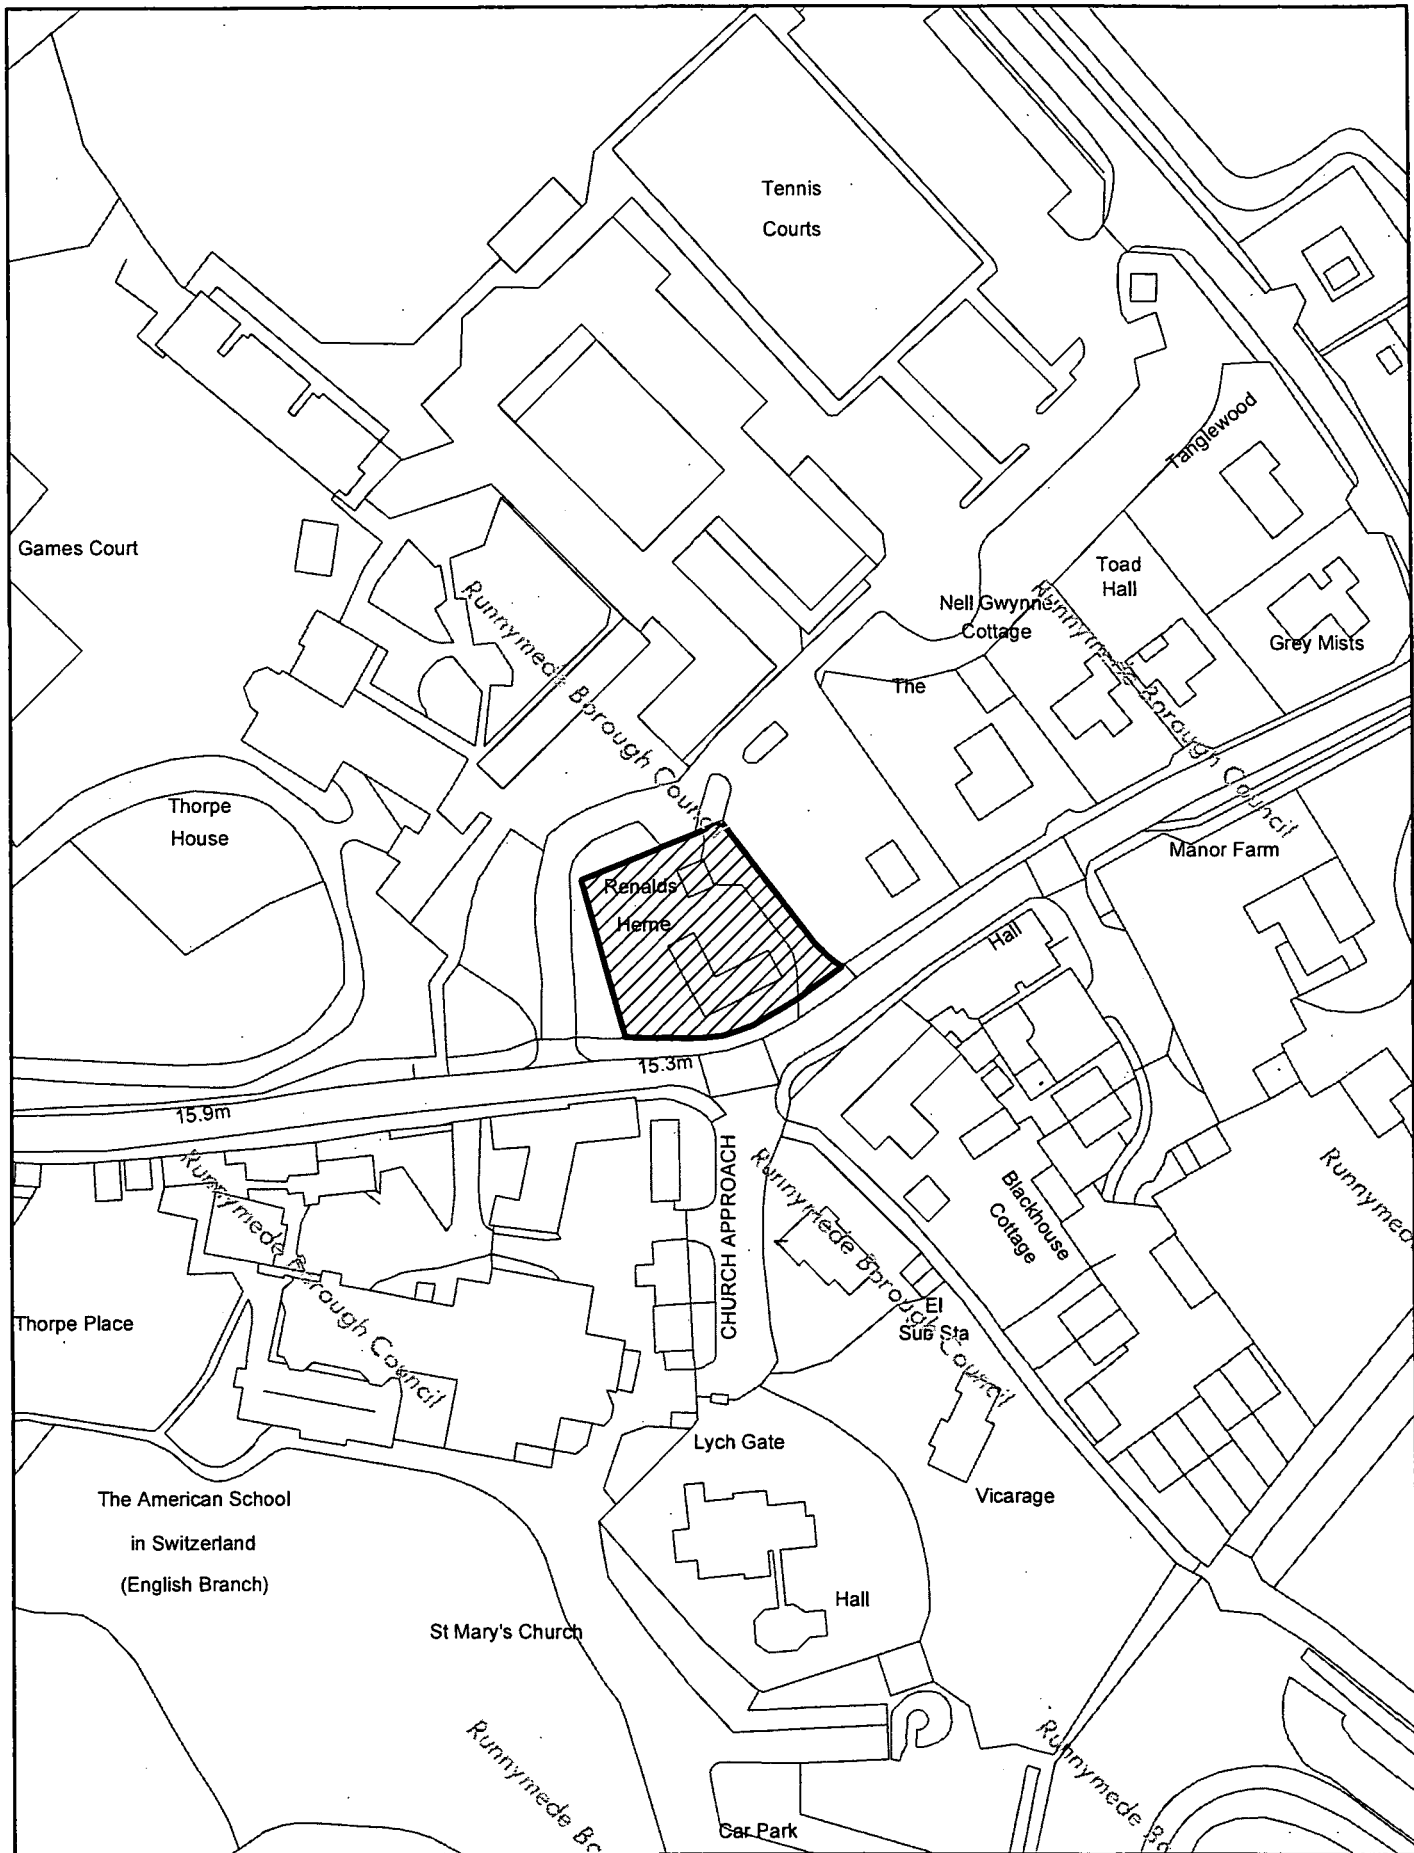 Tennis
Courts
Tanglewood
Games Court
Toad
Hall
Nell Gwynne
Cottage
Grey Mists
The
Runnymede Borough Council
Runnymede Borough Council
Thorpe
House
Manor Farm
Renalds
Herne
Hall
15.3m
15.9m
CHURCH APPROACH
Blackhouse
Cottage
Runnymede Borough Council
Runnymede Borough Council
Runnymed
El
Sub Sta
Thorpe Place
Lych Gate
Vicarage
The American School
in Switzerland
(English Branch)
Hall
St Mary's Church
Runnymede Bo
Runnymede Bo
Car Park